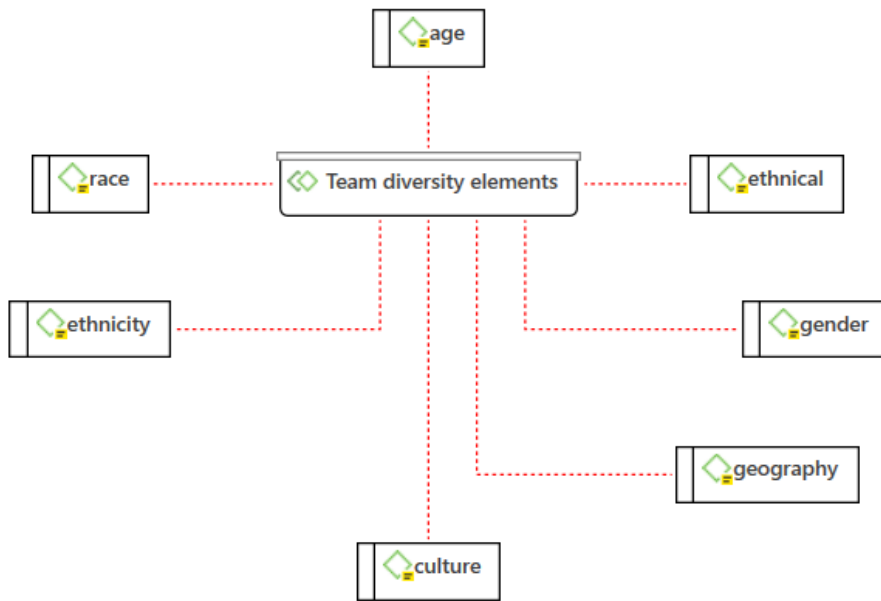 age
race
Team diversity elements
ethnical
ethnicity
gender
geography
culture